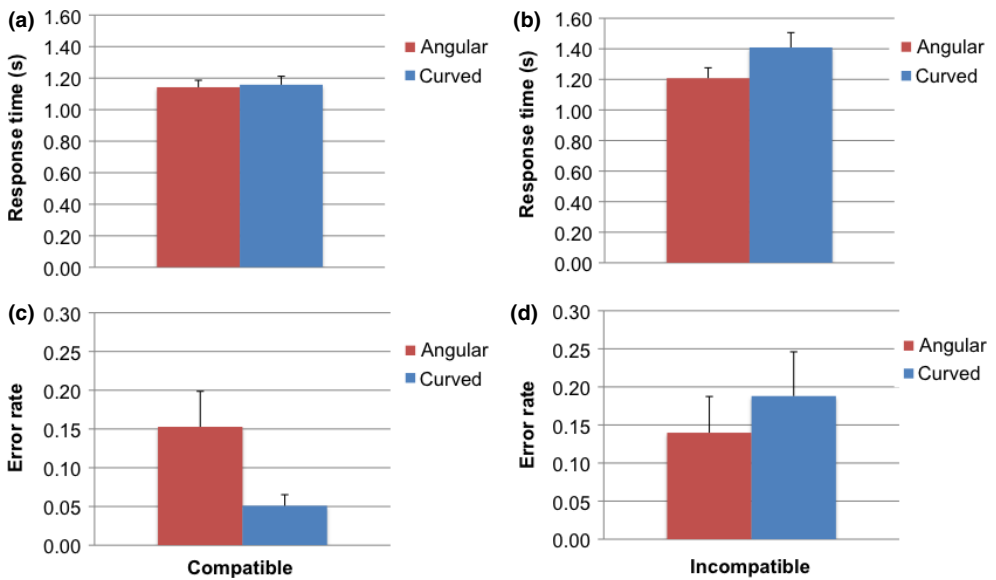 (a)
Response time (s)
1.60
1.40
1.20
1.00
0.80
0.60
0.40
0.20
0.00
Angular
Curved
(b)
Response time (s)
1.60
1.40
1.20
1.00
0.80
0.60
0.40
0.20
0.00
Angular
Curved
(c)
Error rate
0.30
0.25
0.20
0.15
0.10
0.05
0.00
Angular
Curved
Compatible
(d)
Error rate
0.30
0.25
0.20
0.15
0.10
0.05
0.00
Angular
Curved
Incompatible